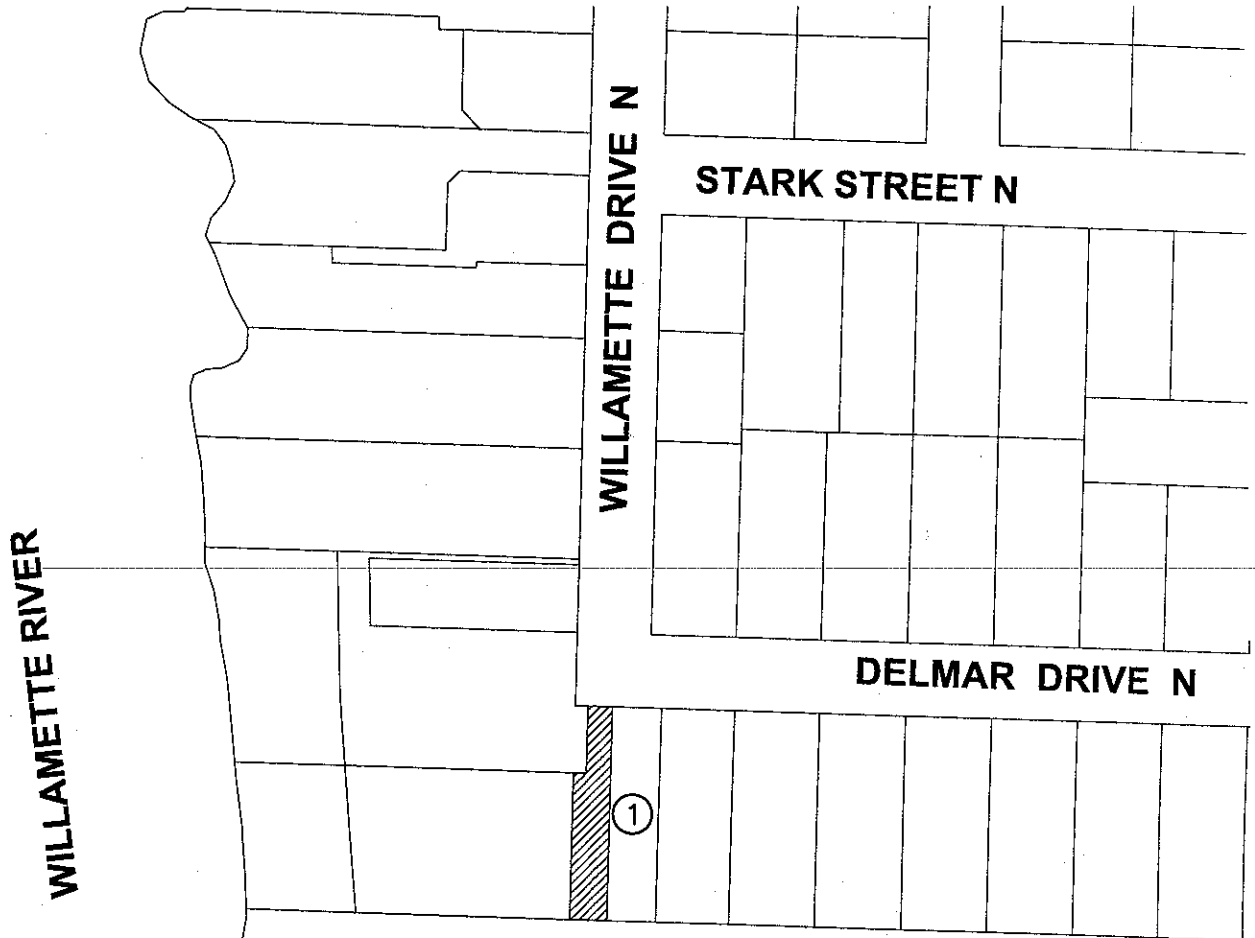 WILLAMETTE DRIVE N
STARK STREET N
WILLAMETTE RIVER
DELMAR DRIVE N
1